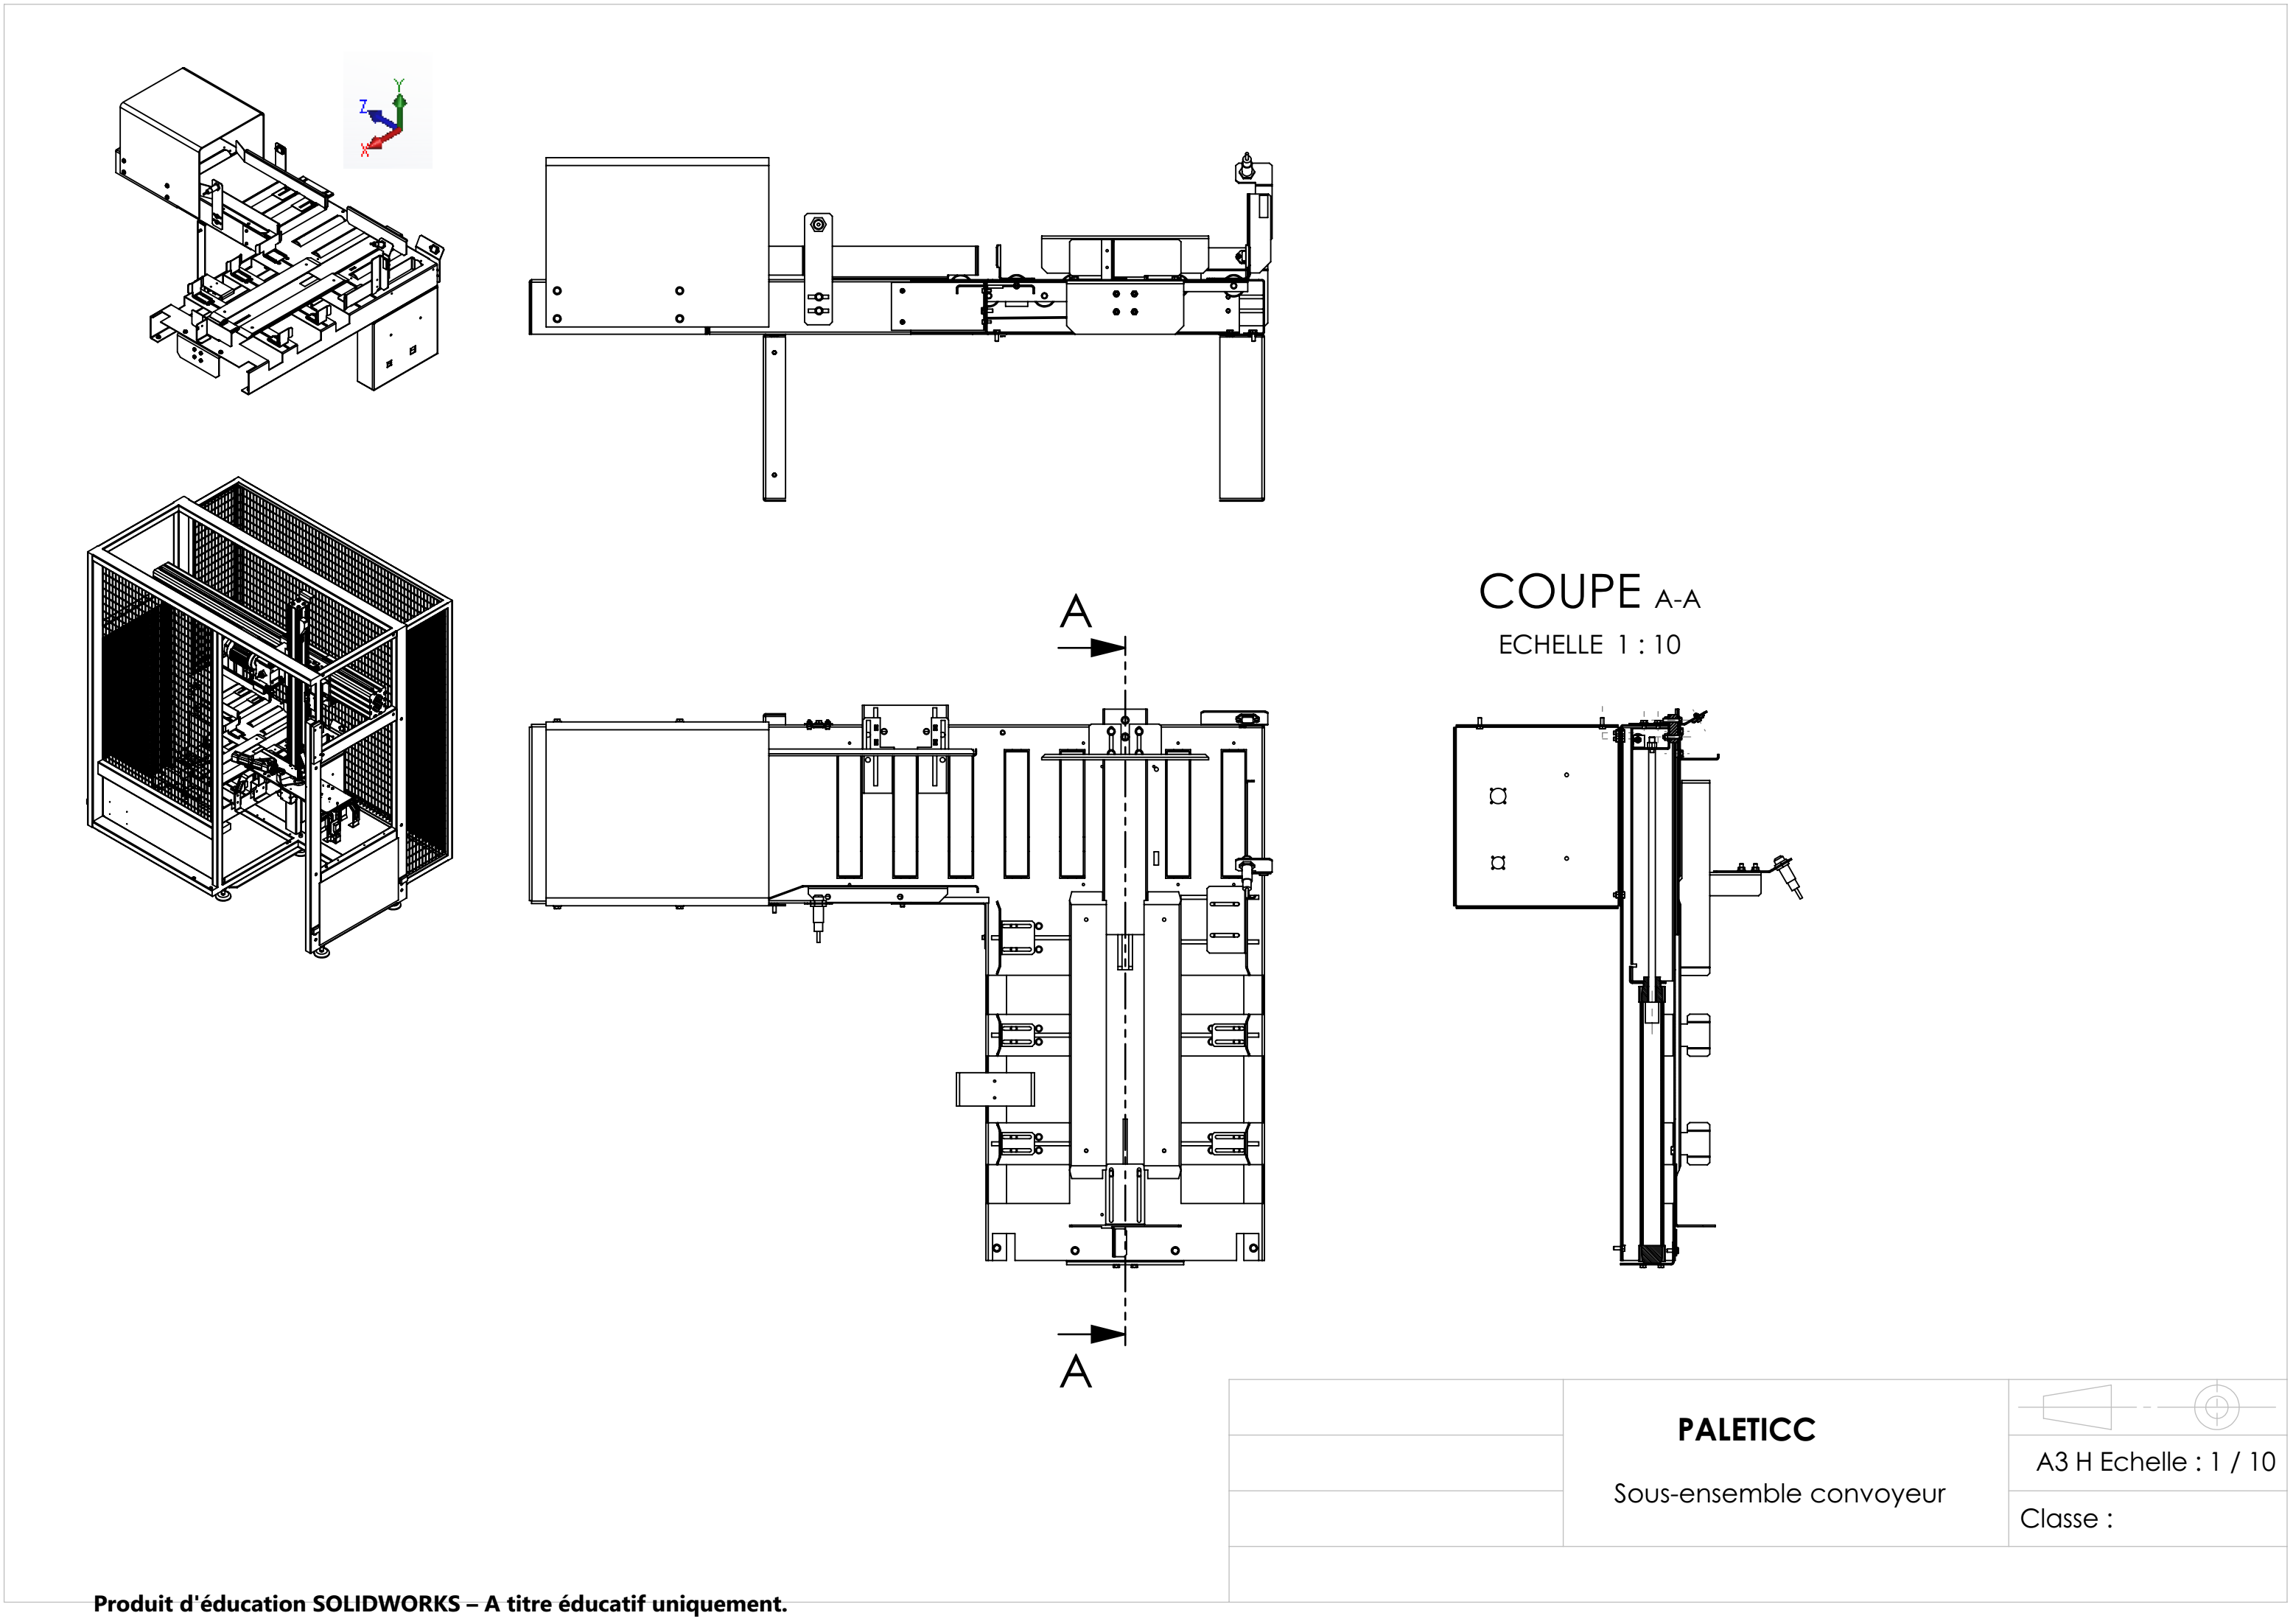 Y
Z
X
COUPE A-A
ECHELLE 1 : 10
A
A
PALETICC
Sous-ensemble convoyeur
A3 H Echelle : 1 / 10
Classe :
Produit d'éducation SOLIDWORKS – A titre éducatif uniquement.